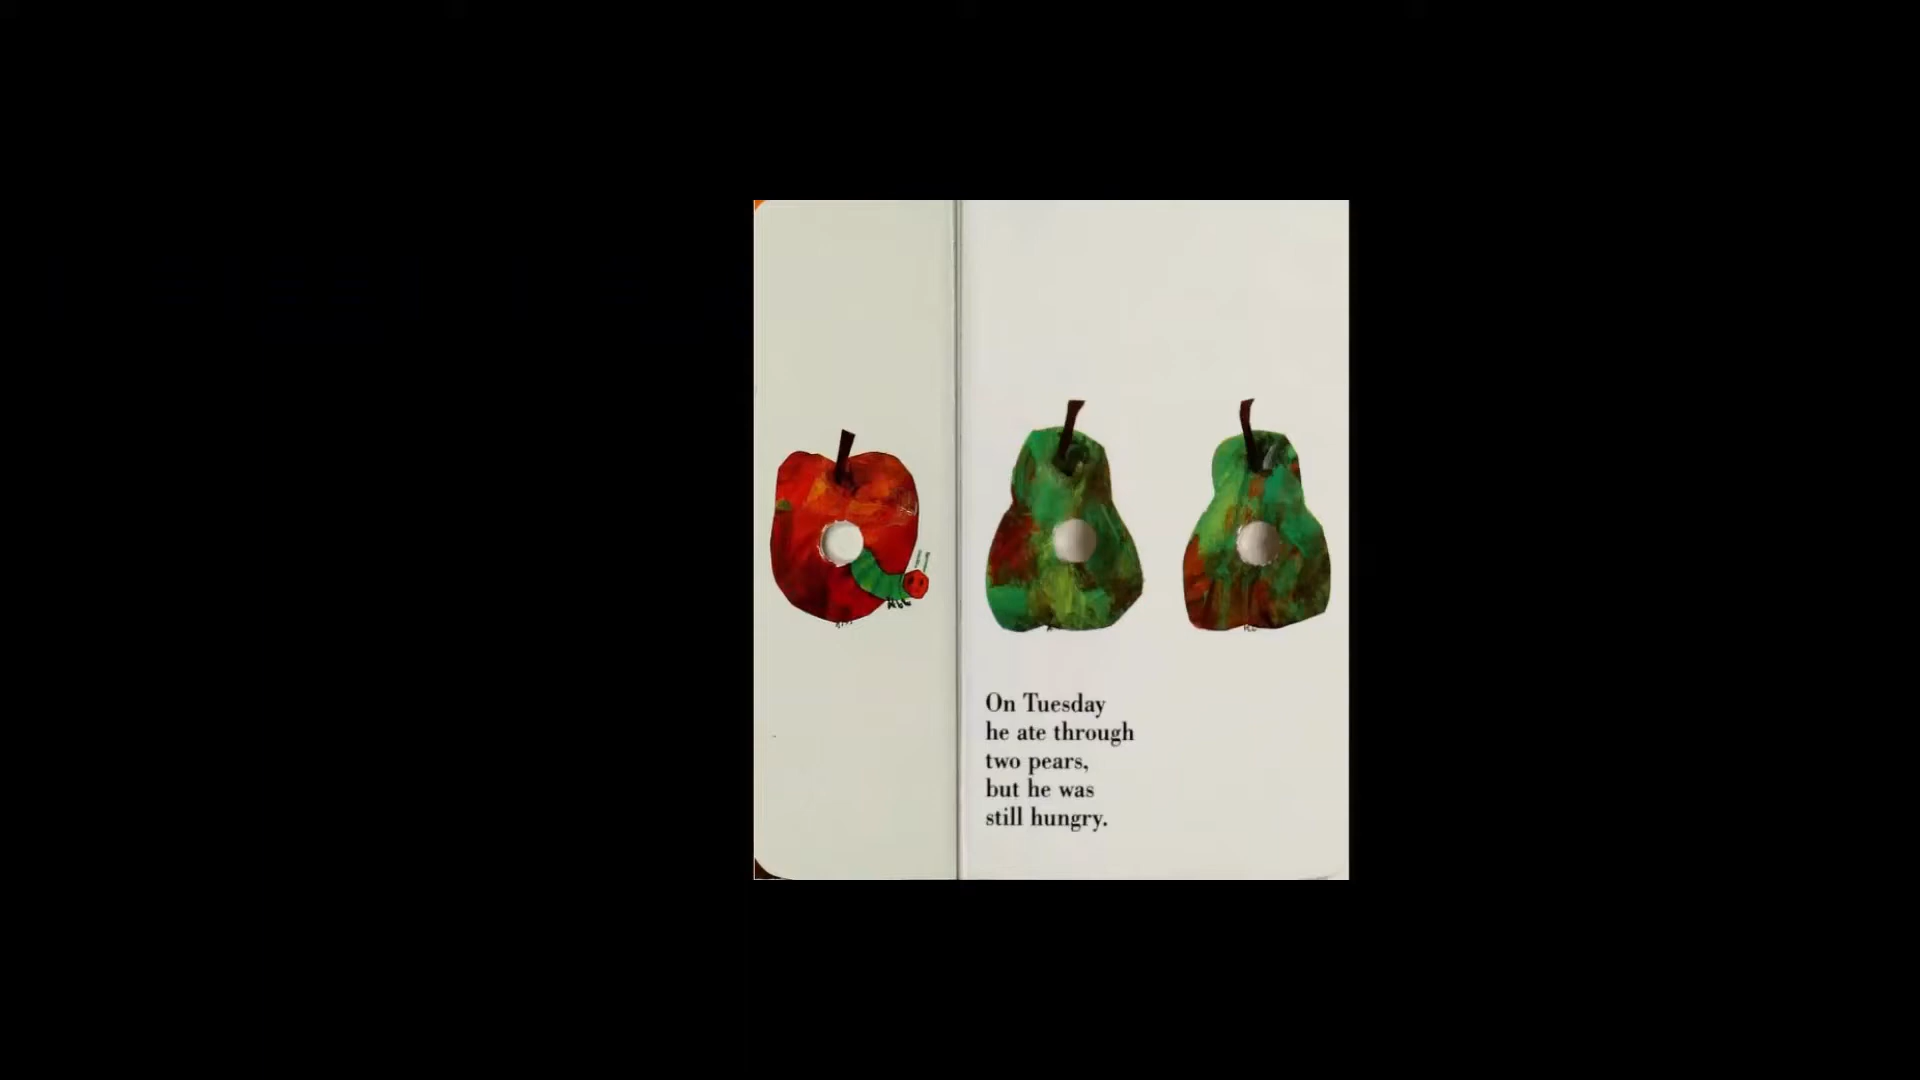 On Tuesday
he ate through
two pears,
but he was
still hungry.